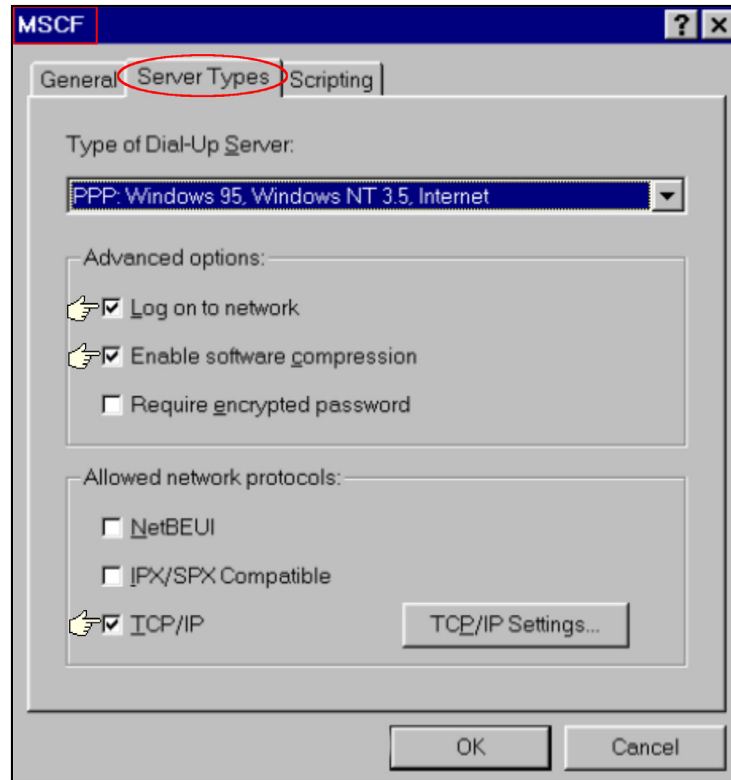 MSCF
General Server Types Scripting
Type of Dial-Up Server:
PPP: Windows 95, Windows NT 3.5, Internet
Advanced options:
Log on to network
Enable software compression
Require encrypted password
Allowed network protocols:
NetBEUI
IPX/SPX Compatible
TCP/IP TCP/IP Settings...
OK Cancel